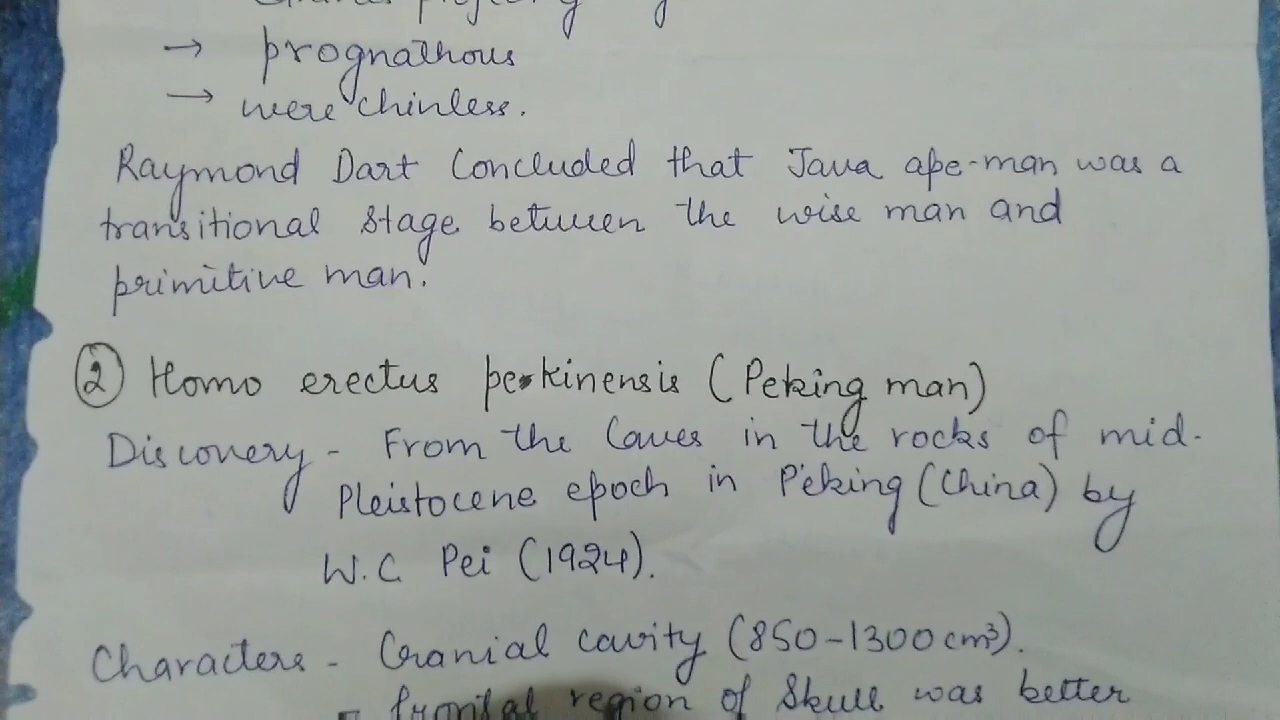 → prognathous
→ were chinless.
Raymond Dart Concluded that Java ape-man was a
transitional stage between the wise man and
primitive man.
② Homo erectus pekinensis (Peking man)
Discovery - From the Caves in the rocks of mid-
Pleistocene epoch in Peking (China) by
W.C. Pei (1924).
Characters - Cranial cavity (850-1300 cm³).
- frontal region of Skull was better